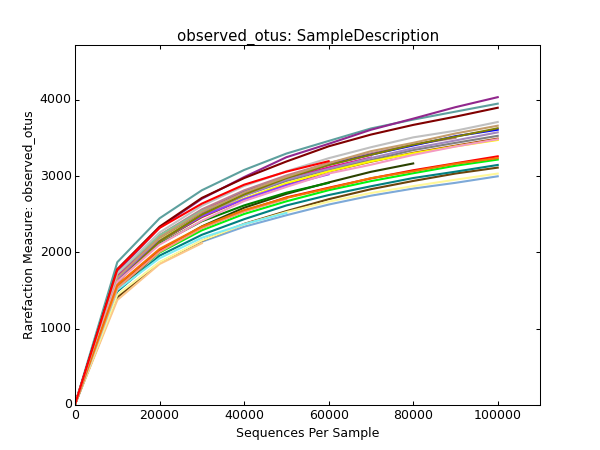 observed_otus: SampleDescription
Rarefaction Measure: observed_otus
4000
3000
2000
1000
0
0 20000 40000 60000 80000 100000
Sequences Per Sample